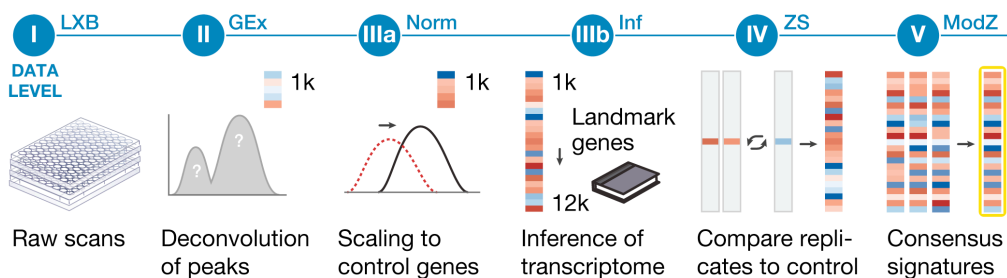 I LXB
II GEx
IIIa Norm
IIIb Inf
IV ZS
V ModZ
DATA
LEVEL
1k
1k
1k
Landmark
genes
12k
? ?
Raw scans
Deconvolution
of peaks
Scaling to
control genes
Inference of
transcriptome
Compare repli-
cates to control
Consensus
signatures